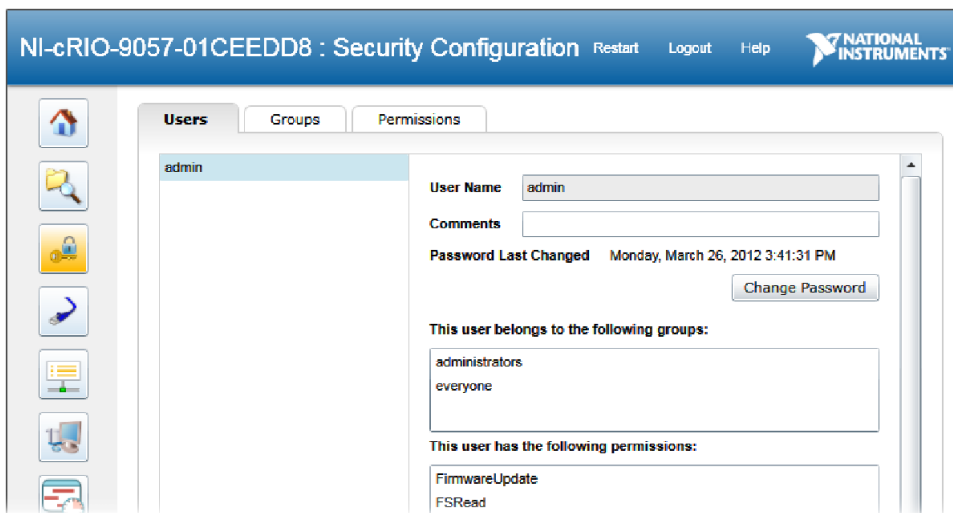 NI-cRIO-9057-01CEEDD8 : Security Configuration Restart Logout Help NATIONAL INSTRUMENTS
Users Groups Permissions
admin
User Name admin
Comments
Password Last Changed Monday, March 26, 2012 3:41:31 PM
Change Password
This user belongs to the following groups:
administrators
everyone
This user has the following permissions:
FirmwareUpdate
FSRead